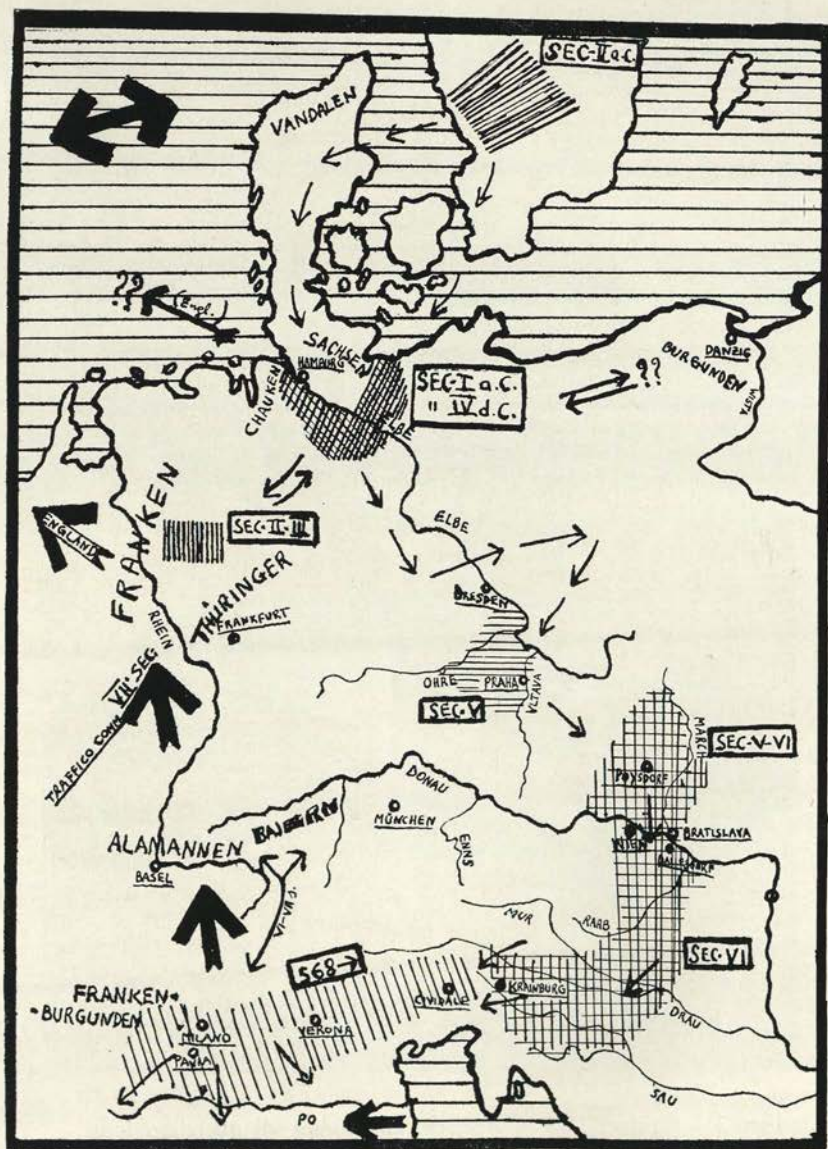 SEC-II a.C.
VANDALEN
??
(Engl.)
SACHSEN
HAMBURG
CHAUKEN
SEC-I a.C.
" IV d.C.
ELBE
??
DANZIG
BURGUNDEN
ENGLAND
FRANKEN
SEC-II-III
ELBE
THÜRINGER
FRANKFURT
DRESDEN
RHEIN
OHRE
PRAHA
VLTAVA
SEC-V
VII° SEC
TRAFFICO COMM
MARCH
SEC-V-VI
POYSDORF
DONAU
BAIERN
MÜNCHEN
ENNS
WIEN
BRATISLAVA
ALAMANNEN
BASEL
MUR
RAAB
SEC-VI
568→
KRAINBURG
CIVIDALE
DRAU
FRANKEN-
-BURGUNDEN
MILANO
VERONA
PAVIA
SAU
PO